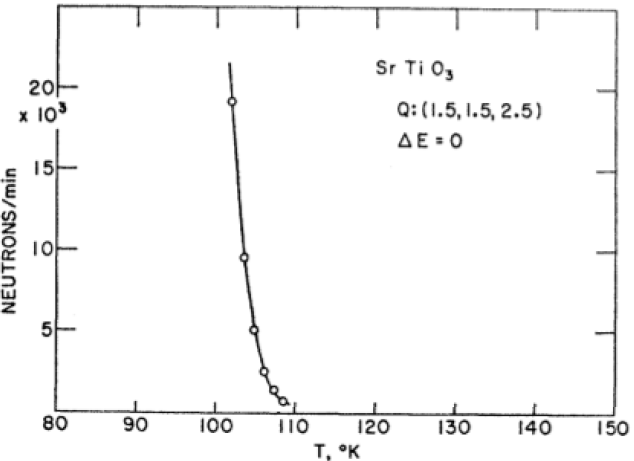 Sr Ti O3
Q:(1.5,1.5,2.5)
ΔE=0
20
x 10³
15
10
5
NEUTRONS/min
80 90 100 110 120 130 140 150
T, °K